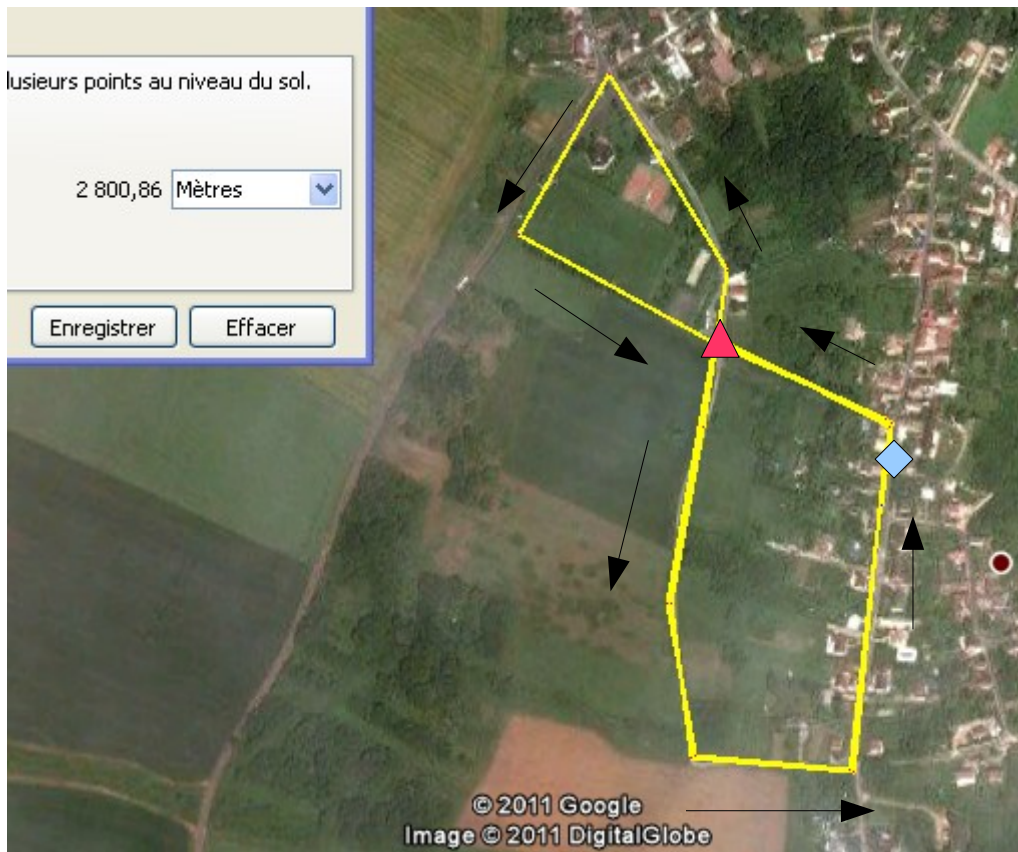 lusieurs points au niveau du sol.
2 800,86 Mètres
Enregistrer Effacer
© 2011 Google
Image © 2011 DigitalGlobe